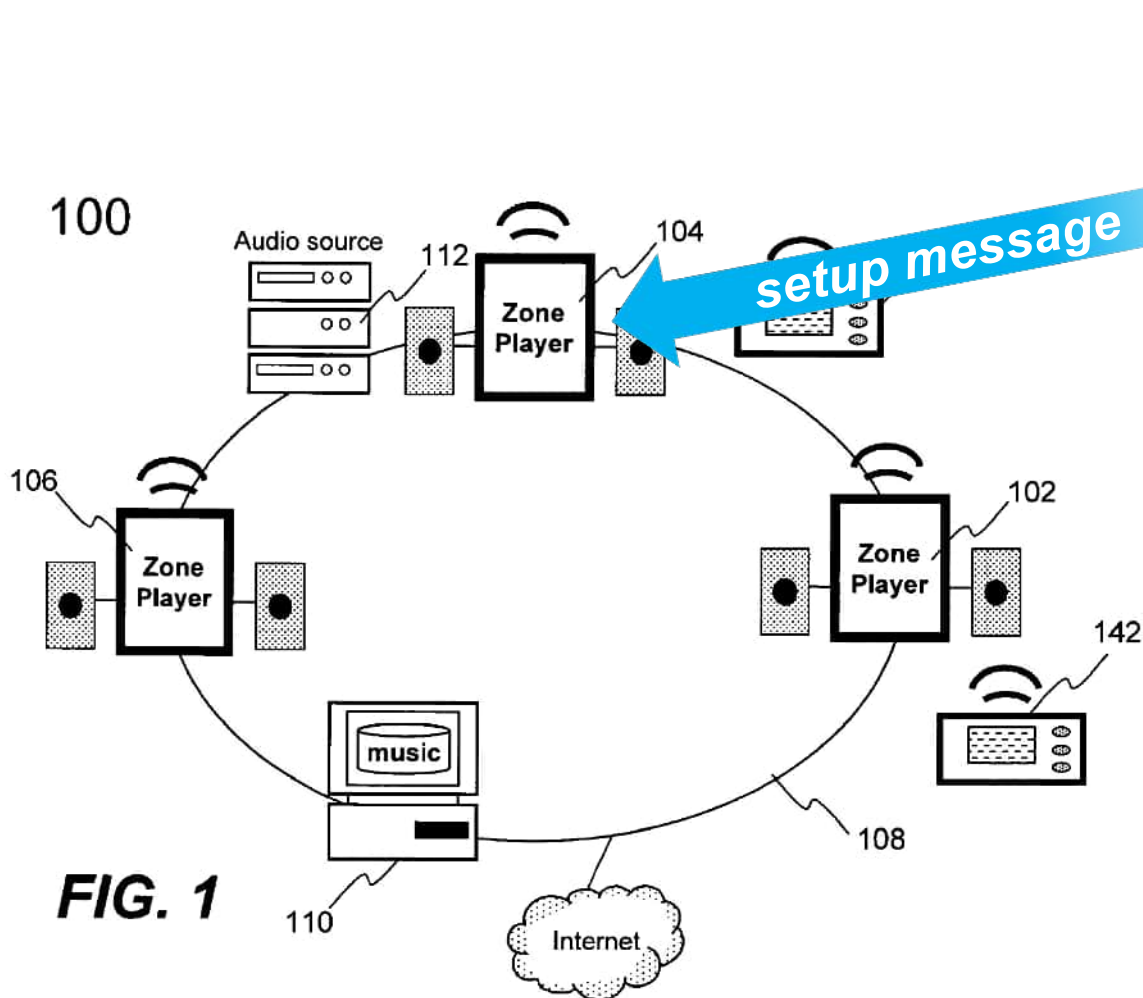 100
Audio source
112
104
setup message
Zone
Player
106
Zone
Player
102
Zone
Player
142
music
108
110
Internet
FIG. 1